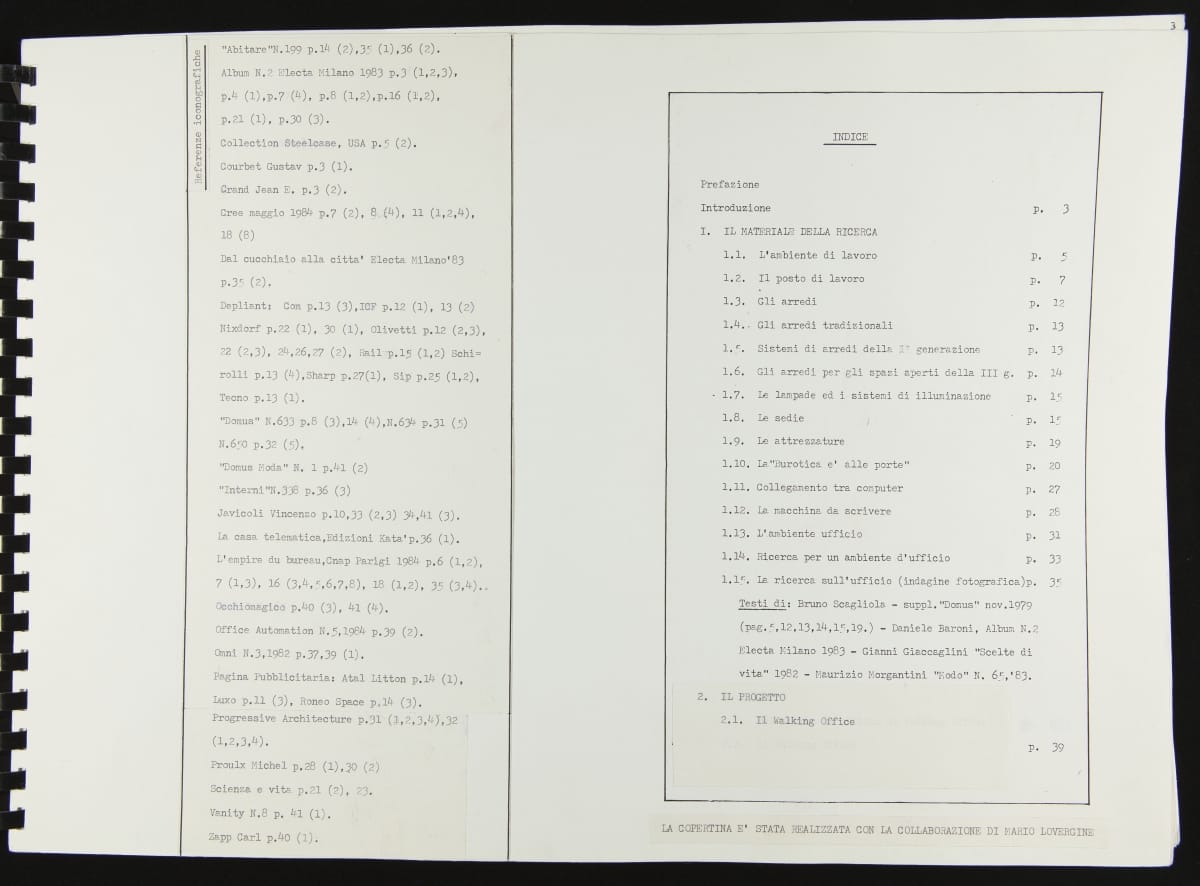 3
Referenze iconografiche
"Abitare"N.199 p.14 (2),35 (1),36 (2).
Album N.2 Electa Milano 1983 p.3 (1,2,3),
p.4 (1),p.7 (4), p.8 (1,2),p.16 (1,2),
p.21 (1), p.30 (3).
Collection Steelcase, USA p.5 (2).
Courbet Gustav p.3 (1).
Grand Jean E. p.3 (2).
Cree maggio 1984 p.7 (2), 8 (4), 11 (1,2,4),
18 (8)
Dal cucchiaio alla citta' Electa Milano'83
p.35 (2).
Depliant: Com p.13 (3),ICF p.12 (1), 13 (2)
Nixdorf p.22 (1), 30 (1), Olivetti p.12 (2,3),
22 (2,3), 24,26,27 (2), Rail p.15 (1,2) Schi=
rolli p.13 (4),Sharp p.27(1), Sip p.25 (1,2),
Tecno p.13 (1).
"Domus" N.633 p.8 (3),14 (4),N.634 p.31 (5)
N.650 p.32 (5).
"Domus Moda" N. 1 p.41 (2)
"Interni"N.338 p.36 (3)
Javicoli Vincenzo p.10,33 (2,3) 34,41 (3).
La casa telematica,Edizioni Kata'p.36 (1).
L'empire du bureau,Cnap Parigi 1984 p.6 (1,2),
7 (1,3), 16 (3,4,5,6,7,8), 18 (1,2), 35 (3,4)..
Occhiomagico p.40 (3), 41 (4).
Office Automation N.5,1984 p.39 (2).
Omni N.3,1982 p.37,39 (1).
Pagina Pubblicitaria: Atal Litton p.14 (1),
Luxo p.11 (3), Roneo Space p.14 (3).
Progressive Architecture p.31 (1,2,3,4),32
(1,2,3,4).
Proulx Michel p.28 (1),30 (2)
Scienza e vita p.21 (2), 23.
Vanity N.8 p. 41 (1).
Zapp Carl p.40 (1).
INDICE
Prefazione
Introduzione p. 3
I. IL MATERIALE DELLA RICERCA
1.1. L'ambiente di lavoro p. 5
1.2. Il posto di lavoro p. 7
1.3. Gli arredi p. 12
1.4. Gli arredi tradizionali p. 13
1.5. Sistemi di arredi della generazione p. 13
1.6. Gli arredi per gli spazi aperti della III g. p. 14
1.7. Le lampade ed i sistemi di illuminazione p. 15
1.8. Le sedie p. 15
1.9. Le attrezzature p. 19
1.10. La"Burotica e' alle porte" p. 20
1.11. Collegamento tra computer p. 27
1.12. La macchina da scrivere p. 28
1.13. L'ambiente ufficio p. 31
1.14. Ricerca per un ambiente d'ufficio p. 33
1.15. La ricerca sull'ufficio (indagine fotografica)p. 35
Testi di: Bruno Scagliola - suppl."Domus" nov.1979
(pag.5,12,13,14,15,19.) - Daniele Baroni, Album N.2
Electa Milano 1983 - Gianni Giaccaglini "Scelte di
vita" 1982 - Maurizio Morgantini "Modo" N. 65,'83.
2. IL PROGETTO
2.1. Il Walking Office
p. 39
LA COPERTINA E' STATA REALIZZATA CON LA COLLABORAZIONE DI MARIO LOVERGINE